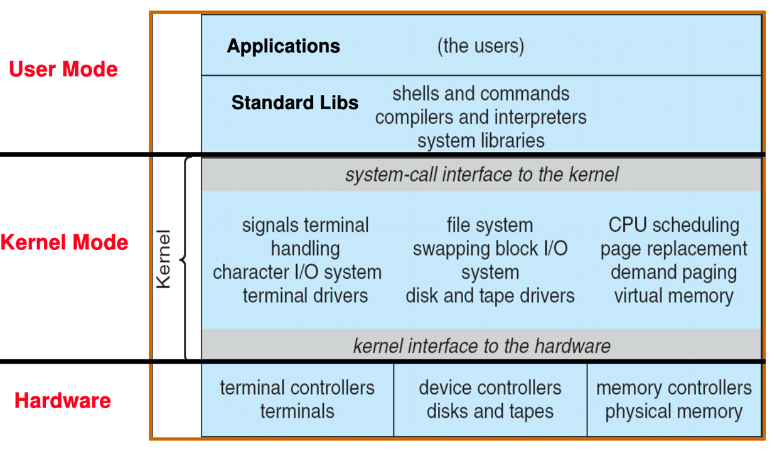 User Mode
Applications (the users)
Standard Libs shells and commands
compilers and interpreters
system libraries
Kernel Mode
Kernel
system-call interface to the kernel
signals terminal
handling
character I/O system
terminal drivers
file system
swapping block I/O
system
disk and tape drivers
CPU scheduling
page replacement
demand paging
virtual memory
kernel interface to the hardware
Hardware
terminal controllers
terminals
device controllers
disks and tapes
memory controllers
physical memory